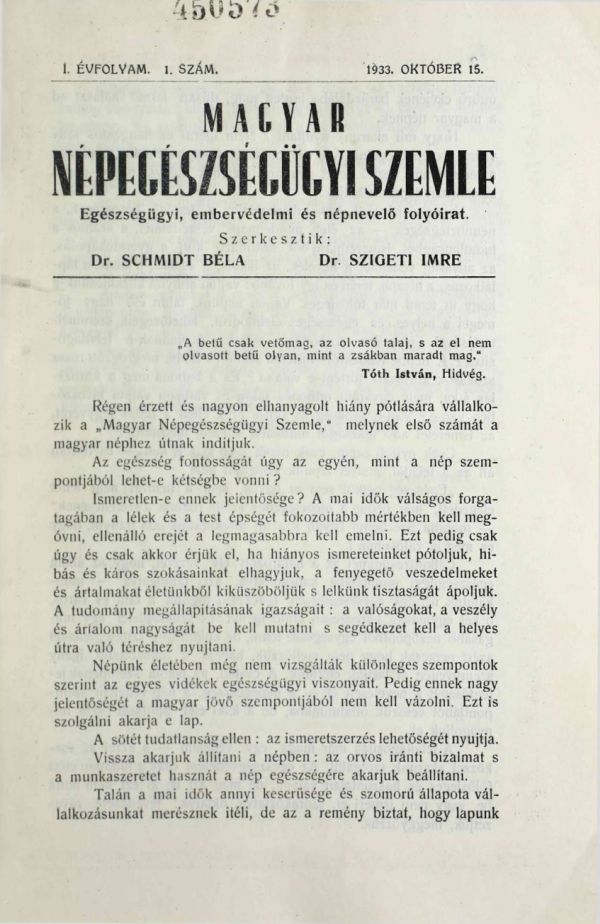 450573
I. ÉVFOLYAM. 1. SZÁM.
1933. OKTÓBER 15.
MAGYAR
NÉPEGÉSZSÉGÜGYI SZEMLE
Egészségügyi, embervédelmi és népnevelő folyóirat.
Szerkesztik:
Dr. SCHMIDT BÉLA Dr. SZIGETI IMRE
„A betű csak vetőmag, az olvasó talaj, s az el nem
olvasott betű olyan, mint a zsákban maradt mag.“
Tóth István, Hidvég.
Régen érzett és nagyon elhanyagolt hiány pótlására vállalko-
zik a „Magyar Népegészségügyi Szemle,“ melynek első számát a
magyar néphez útnak indítjuk.
Az egészség fontosságát úgy az egyén, mint a nép szem-
pontjából lehet-e kétségbe vonni?
Ismeretlen-e ennek jelentősége? A mai idők válságos forga-
tagában a lélek és a test épségét fokozottabb mértékben kell meg-
óvni, ellenálló erejét a legmagasabbra kell emelni. Ezt pedig csak
úgy és csak akkor érjük el, ha hiányos ismereteinket pótoljuk, hi-
bás és káros szokásainkat elhagyjuk, a fenyegető veszedelmeket
és ártalmakat életünkből kiküszöböljük s lelkünk tisztaságát ápoljuk.
A tudomány megállapitásának igazságait : a valóságokat, a veszély
és ártalom nagyságát be kell mutatni s segédkezet kell a helyes
útra való téréshez nyujtani.
Népünk életében még nem vizsgálták különleges szempontok
szerint az egyes vidékek egészségügyi viszonyait. Pedig ennek nagy
jelentőségét a magyar jövő szempontjából nem kell vázolni. Ezt is
szolgálni akarja e lap.
A sötét tudatlanság ellen : az ismeretszerzés lehetőségét nyujtja.
Vissza akarjuk állítani a népben : az orvos iránti bizalmat s
a munkaszeretet hasznát a nép egészségére akarjuk beállítani.
Talán a mai idők annyi keserűsége és szomorú állapota vál-
lalkozásunkat merésznek itéli, de az a remény biztat, hogy lapunk